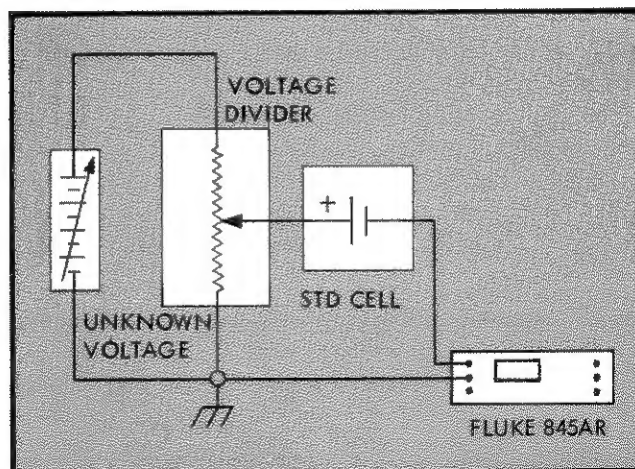 VOLTAGE
DIVIDER
+
STD CELL
UNKNOWN
VOLTAGE
FLUKE 845AR